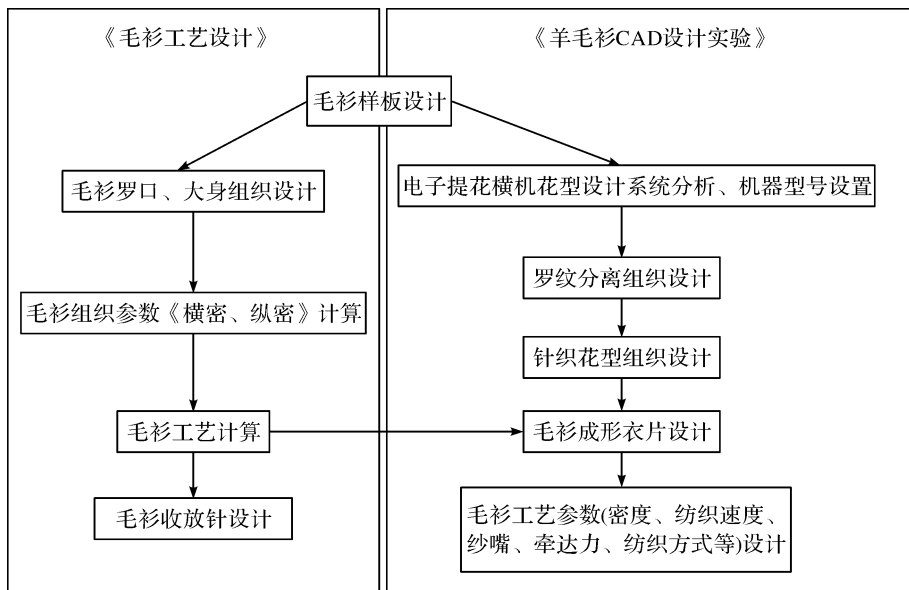 《毛衫工艺设计》
《羊毛衫CAD设计实验》
毛衫样板设计
毛衫罗口、大身组织设计
电子提花横机花型设计系统分析、机器型号设置
罗纹分离组织设计
毛衫组织参数《横密、纵密》计算
针织花型组织设计
毛衫工艺计算
毛衫成形衣片设计
毛衫收放针设计
毛衫工艺参数(密度、纺织速度、
纱嘴、牵达力、纺织方式等)设计